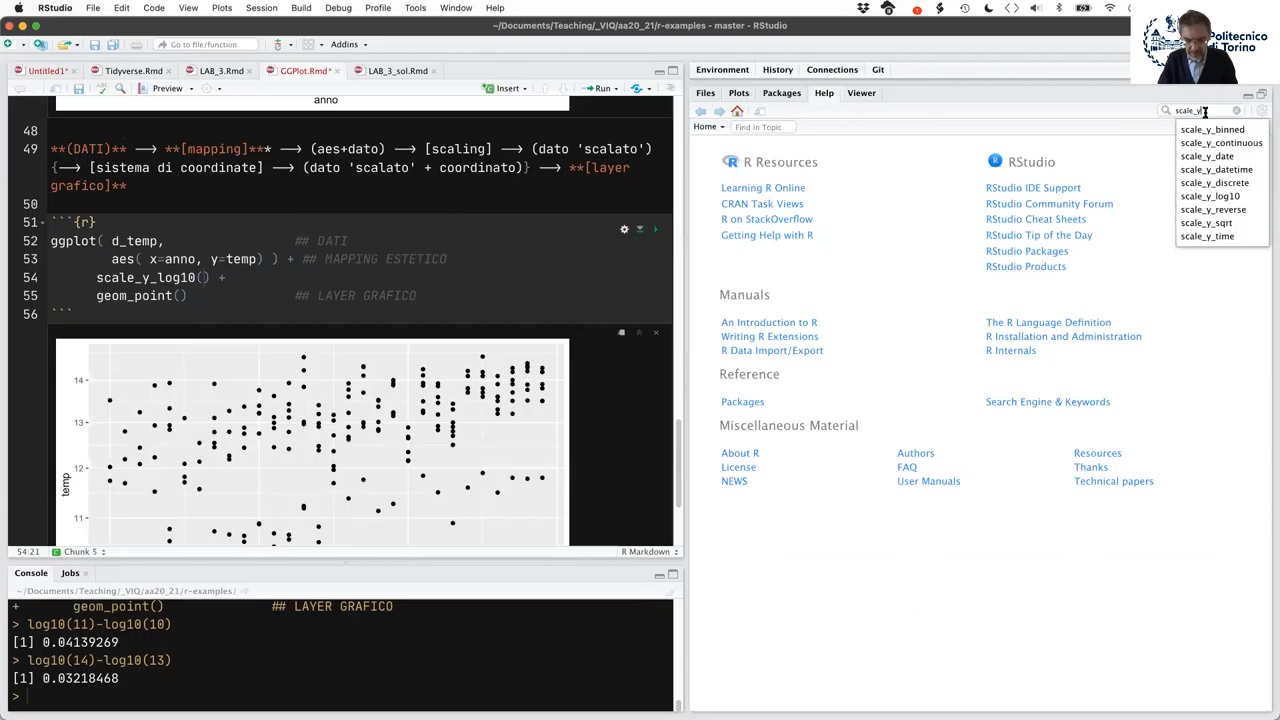 RStudio File Edit Code View Plots Session Build Debug Profile Tools Window Help
~/Documents/Teaching/_VIQ/aa20_21/r-examples - master - RStudio
Politecnico
di Torino
Go to file/function Addins
Untitled1* Tidyverse.Rmd LAB_3.Rmd GGPlot.Rmd* LAB_3_sol.Rmd
Preview Insert Run
anno
48
49 **(DATI) —> **[mapping]** —> (aes+dato) —> [scaling] —> (dato 'scalato')
{—> [sistema di coordinate] —> (dato 'scalato' + coordinato)} —> **[layer
grafico]**
50
51 ```{r}
52 ggplot( d_temp, ## DATI
53 aes( x=anno, y=temp) ) + ## MAPPING ESTETICO
54 scale_y_log10() +
55 geom_point() ## LAYER GRAFICO
56 ```
14
13
12
11
temp
54:21 Chunk 5 R Markdown
Console Jobs
~/Documents/Teaching/_VIQ/aa20_21/r-examples/
+ geom_point() ## LAYER GRAFICO
> log10(11)-log10(10)
[1] 0.04139269
> log10(14)-log10(13)
[1] 0.03218468
>
Environment History Connections Git
Files Plots Packages Help Viewer
scale_y
Home Find in Topic
scale_y_binned
scale_y_continuous
scale_y_date
scale_y_datetime
scale_y_discrete
scale_y_log10
scale_y_reverse
scale_y_sqrt
scale_y_time
R Resources
Learning R Online
CRAN Task Views
R on StackOverflow
Getting Help with R
RStudio
RStudio IDE Support
RStudio Community Forum
RStudio Cheat Sheets
RStudio Tip of the Day
RStudio Packages
RStudio Products
Manuals
An Introduction to R
Writing R Extensions
R Data Import/Export
The R Language Definition
R Installation and Administration
R Internals
Reference
Packages
Search Engine & Keywords
Miscellaneous Material
About R
License
NEWS
Authors
FAQ
User Manuals
Resources
Thanks
Technical papers